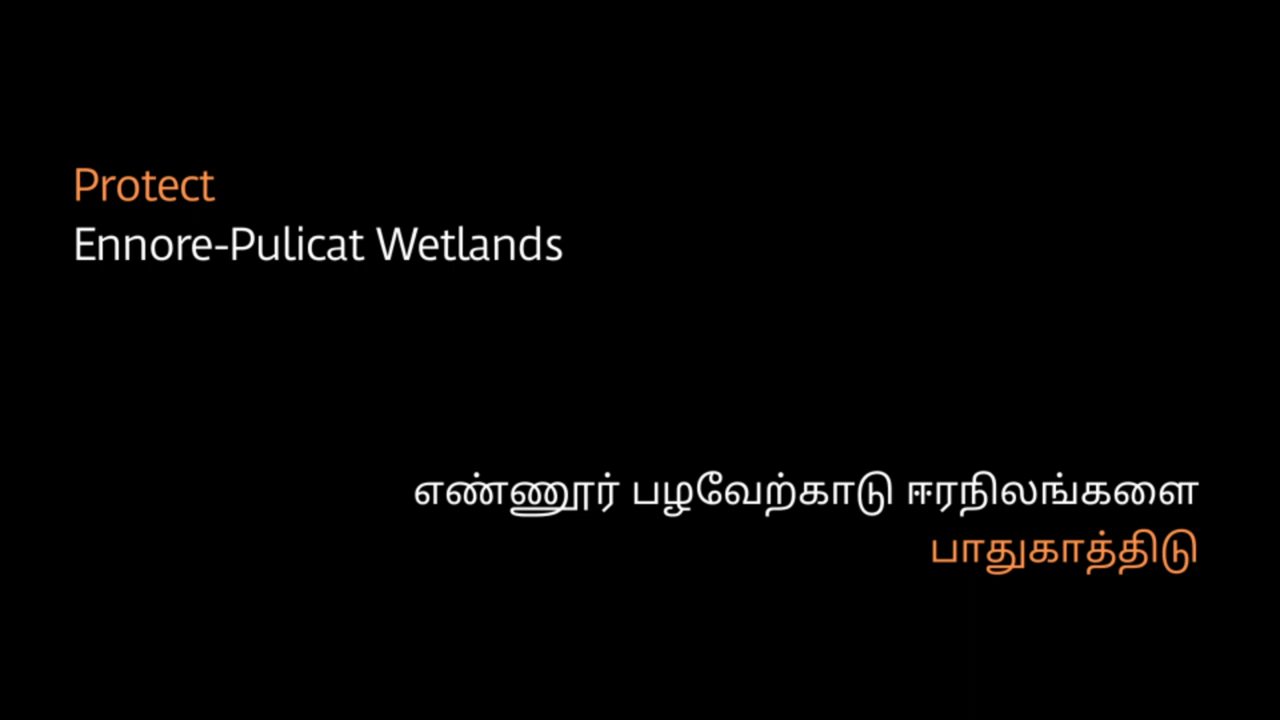 Protect
Ennore-Pulicat Wetlands
எண்ணூர் பழவேற்காடு ஈரநிலங்களை
பாதுகாத்திடு